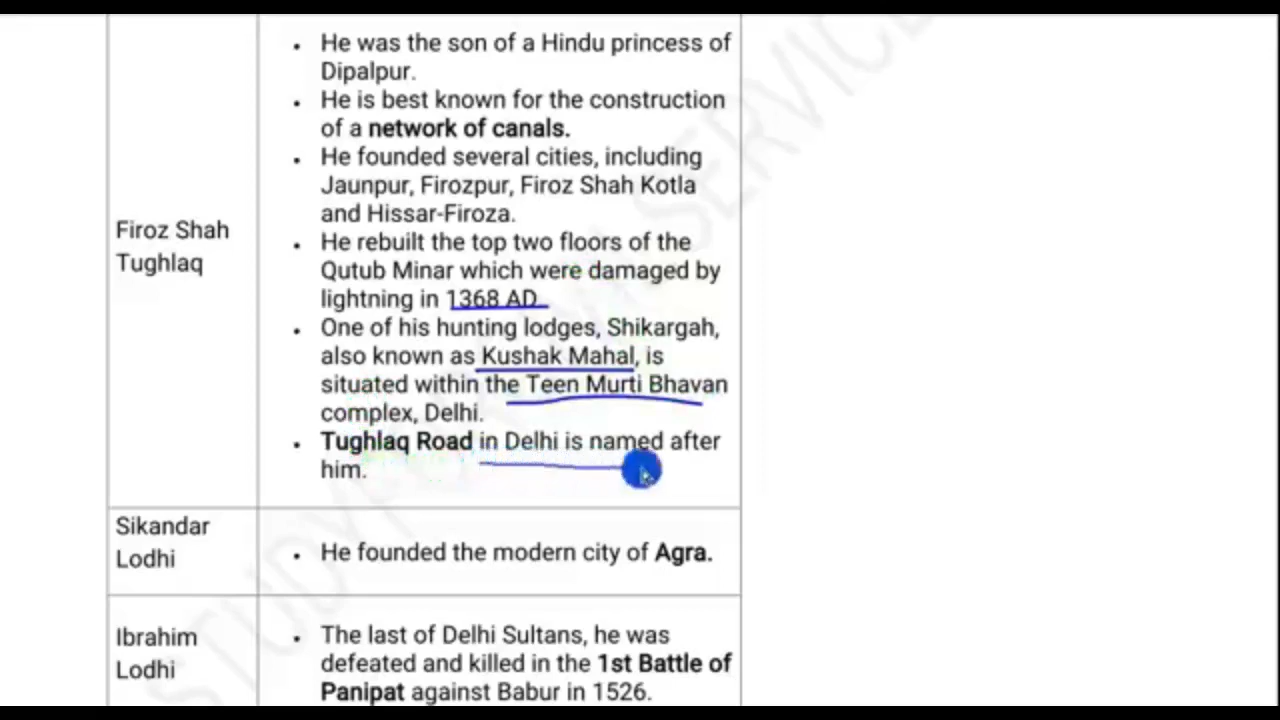 Firoz Shah
Tughlaq
• He was the son of a Hindu princess of
Dipalpur.
• He is best known for the construction
of a network of canals.
• He founded several cities, including
Jaunpur, Firozpur, Firoz Shah Kotla
and Hissar-Firoza.
• He rebuilt the top two floors of the
Qutub Minar which were damaged by
lightning in 1368 AD
• One of his hunting lodges, Shikargah,
also known as Kushak Mahal, is
situated within the Teen Murti Bhavan
complex, Delhi.
• Tughlaq Road in Delhi is named after
him.
Sikandar
Lodhi
• He founded the modern city of Agra.
Ibrahim
Lodhi
• The last of Delhi Sultans, he was
defeated and killed in the 1st Battle of
Panipat against Babur in 1526.